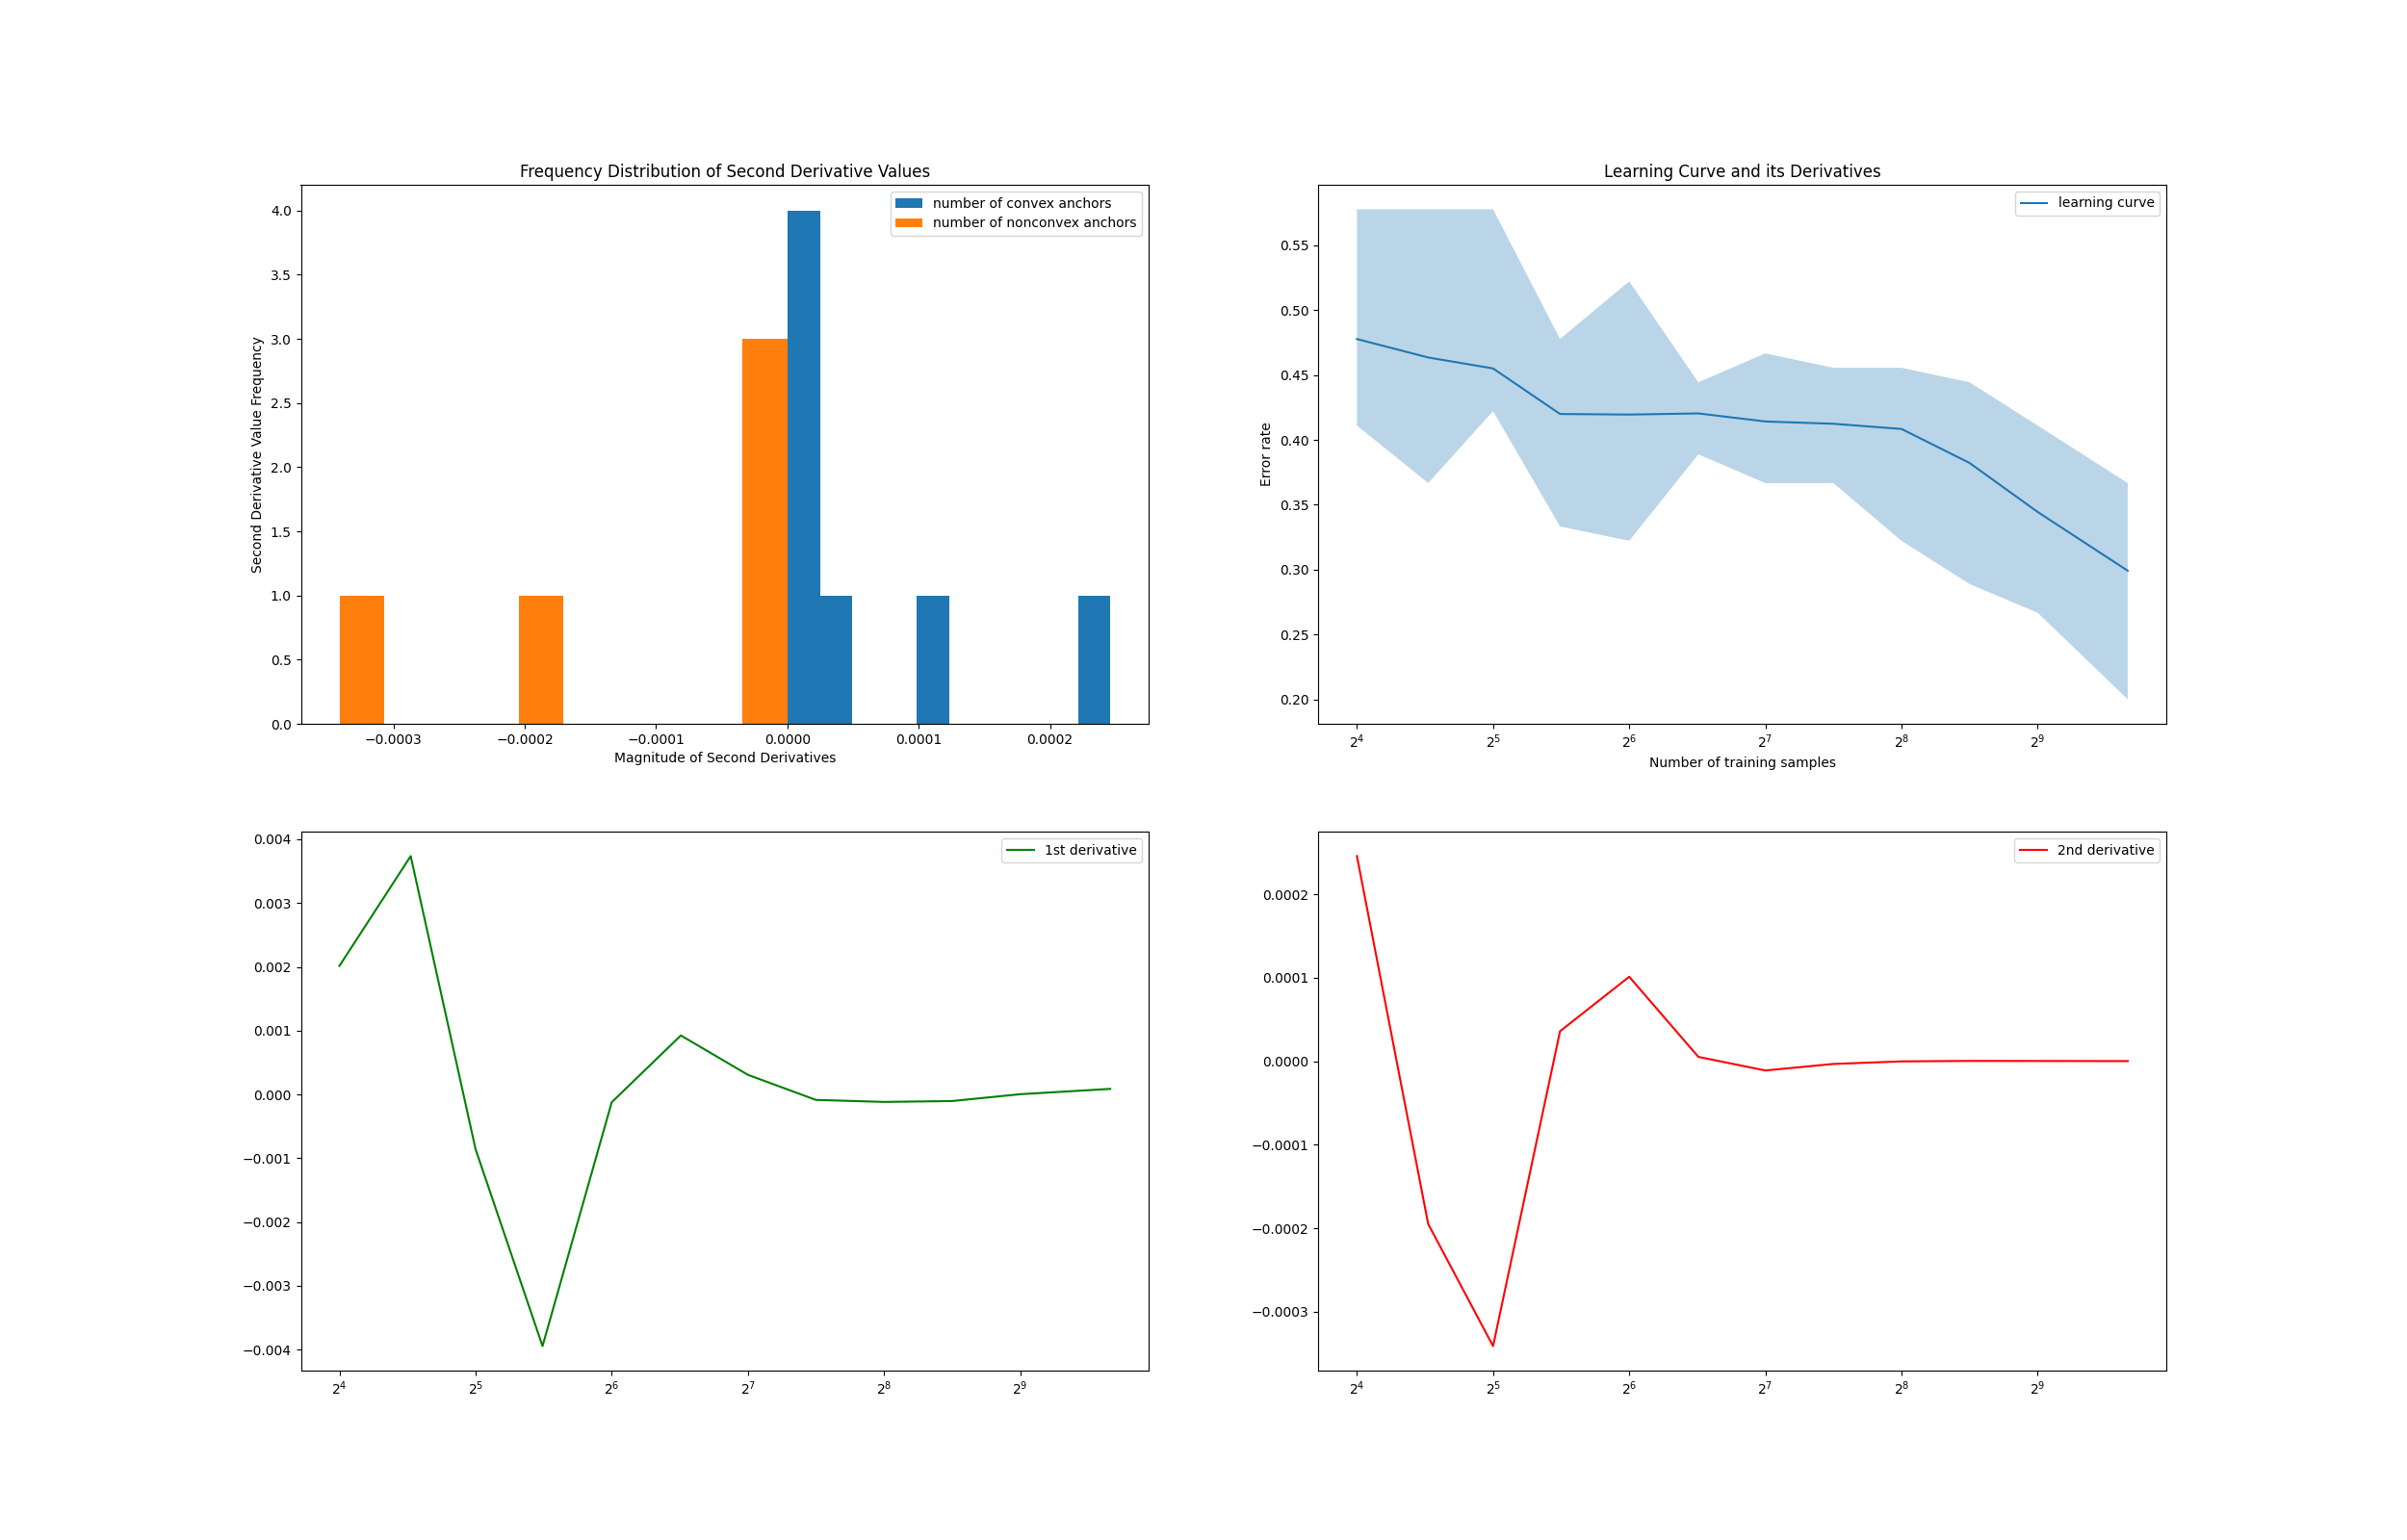 Frequency Distribution of Second Derivative Values
number of convex anchors
number of nonconvex anchors
Second Derivative Value Frequency
4.0
3.5
3.0
2.5
2.0
1.5
1.0
0.5
0.0
−0.0003 −0.0002 −0.0001 0.0000 0.0001 0.0002
Magnitude of Second Derivatives
Learning Curve and its Derivatives
learning curve
Error rate
0.55
0.50
0.45
0.40
0.35
0.30
0.25
0.20
2⁴ 2⁵ 2⁶ 2⁷ 2⁸ 2⁹
Number of training samples
1st derivative
0.004
0.003
0.002
0.001
0.000
−0.001
−0.002
−0.003
−0.004
2⁴ 2⁵ 2⁶ 2⁷ 2⁸ 2⁹
2nd derivative
0.0002
0.0001
0.0000
−0.0001
−0.0002
−0.0003
2⁴ 2⁵ 2⁶ 2⁷ 2⁸ 2⁹